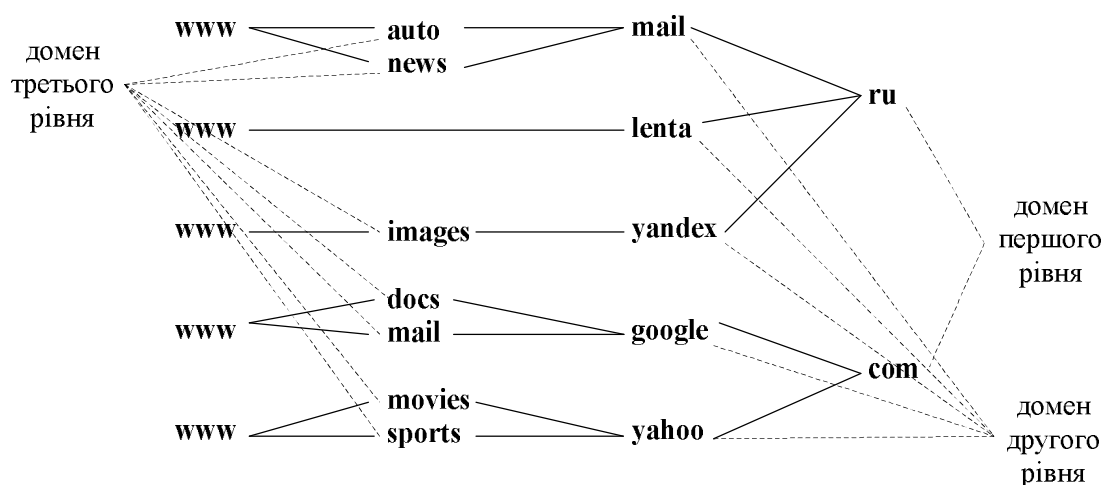 www
auto
mail
домен
третього
рівня
news
ru
www
lenta
www
images
yandex
домен
першого
рівня
docs
www
mail
google
com
movies
www
sports
yahoo
домен
другого
рівня